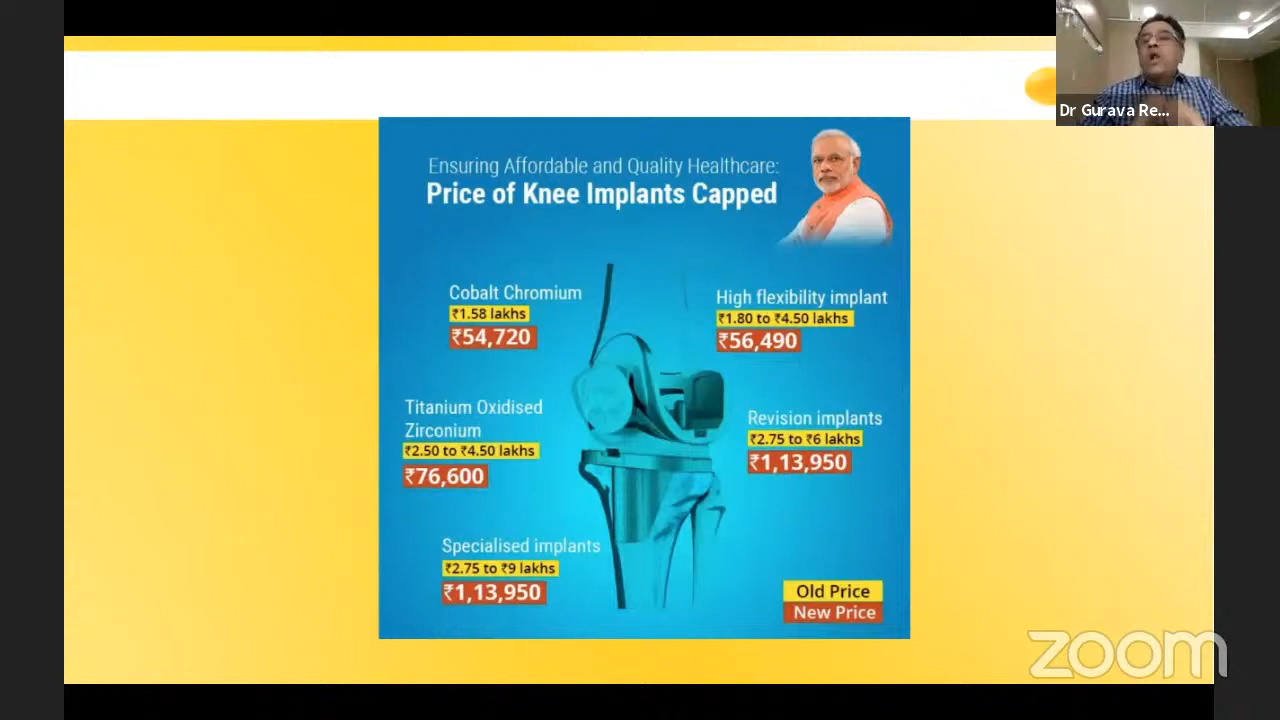 Dr Gurava Re...
Ensuring Affordable and Quality Healthcare:
Price of Knee Implants Capped
Cobalt Chromium
₹1.58 lakhs
₹54,720
High flexibility implant
₹1.80 to ₹4.50 lakhs
₹56,490
Titanium Oxidised
Zirconium
₹2.50 to ₹4.50 lakhs
₹76,600
Revision implants
₹2.75 to ₹6 lakhs
₹1,13,950
Specialised implants
₹2.75 to ₹9 lakhs
₹1,13,950
Old Price
New Price
zoom